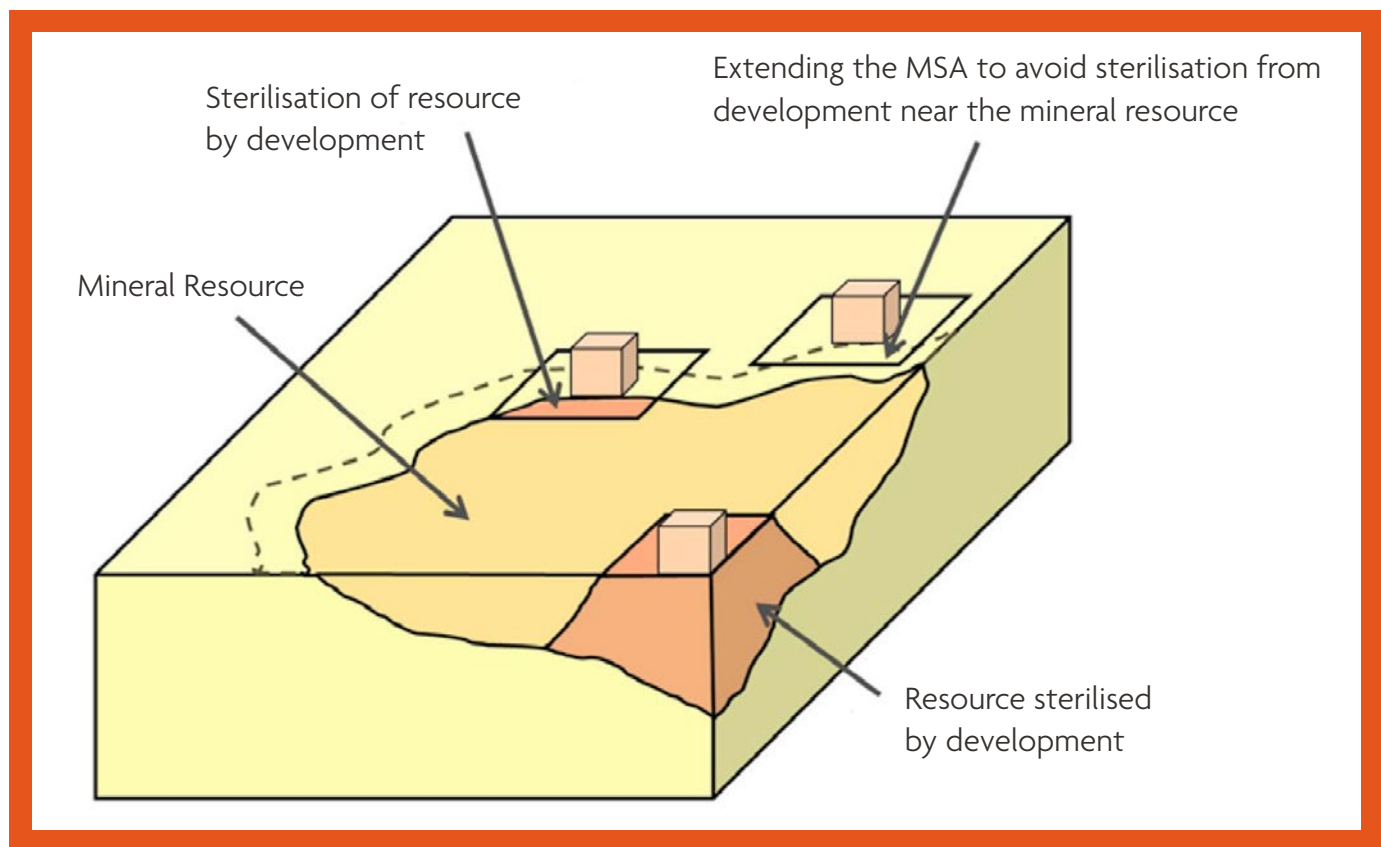 Sterilisation of resource
by development
Extending the MSA to avoid sterilisation from
development near the mineral resource
Mineral Resource
Resource sterilised
by development